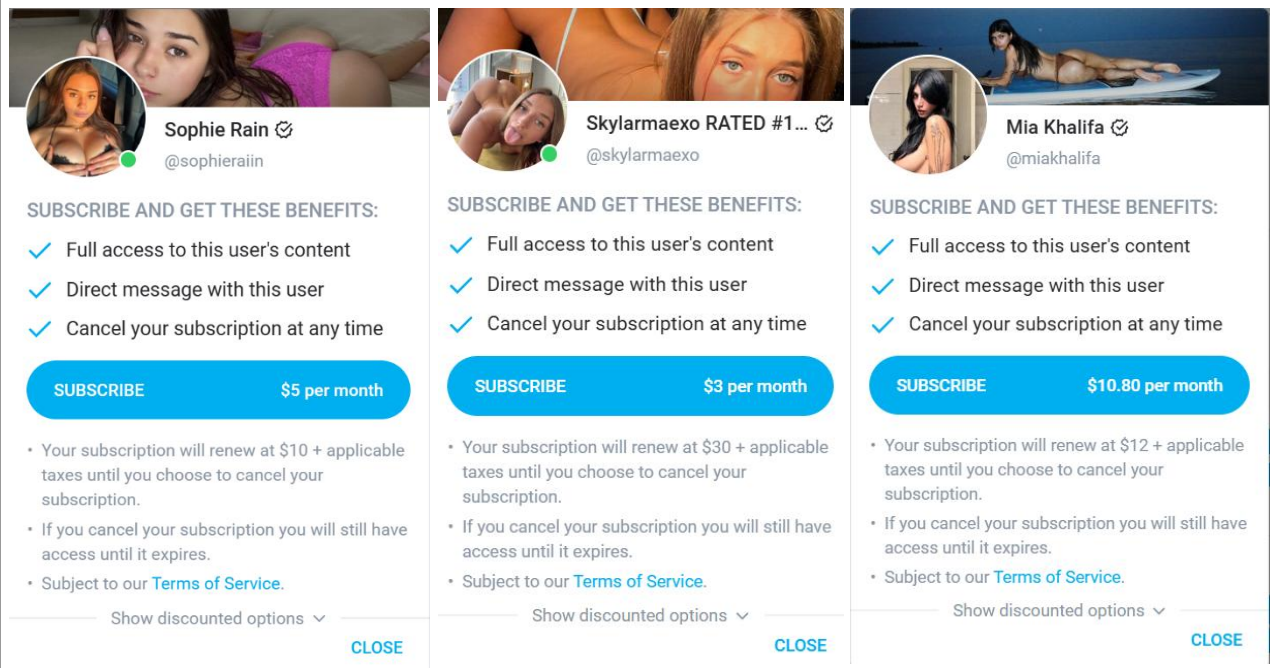 Sophie Rain
@sophieraiin
SUBSCRIBE AND GET THESE BENEFITS:
Full access to this user's content
Direct message with this user
Cancel your subscription at any time
SUBSCRIBE $5 per month
• Your subscription will renew at $10 + applicable
taxes until you choose to cancel your
subscription.
• If you cancel your subscription you will still have
access until it expires.
• Subject to our Terms of Service.
Show discounted options
CLOSE
Skylarmaexo RATED #1...
@skylarmaexo
SUBSCRIBE AND GET THESE BENEFITS:
Full access to this user's content
Direct message with this user
Cancel your subscription at any time
SUBSCRIBE $3 per month
• Your subscription will renew at $30 + applicable
taxes until you choose to cancel your
subscription.
• If you cancel your subscription you will still have
access until it expires.
• Subject to our Terms of Service.
Show discounted options
CLOSE
Mia Khalifa
@miakhalifa
SUBSCRIBE AND GET THESE BENEFITS:
Full access to this user's content
Direct message with this user
Cancel your subscription at any time
SUBSCRIBE $10.80 per month
• Your subscription will renew at $12 + applicable
taxes until you choose to cancel your
subscription.
• If you cancel your subscription you will still have
access until it expires.
• Subject to our Terms of Service.
Show discounted options
CLOSE